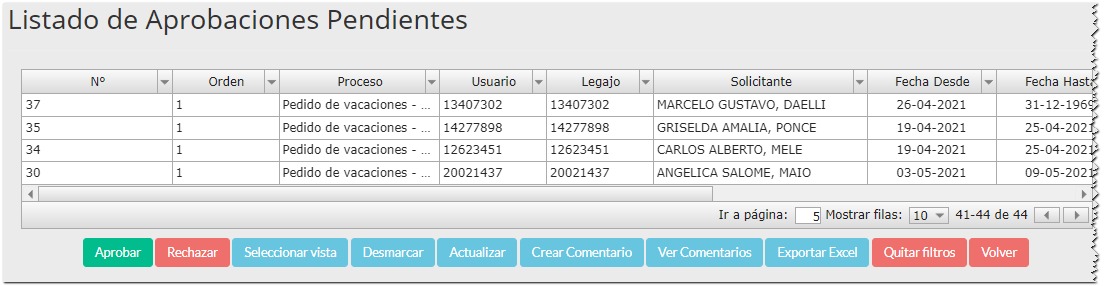 Listado de Aprobaciones Pendientes
Nº Orden Proceso Usuario Legajo Solicitante Fecha Desde Fecha Hasta
37 1 Pedido de vacaciones - ... 13407302 13407302 MARCELO GUSTAVO, DAELLI 26-04-2021 31-12-1969
35 1 Pedido de vacaciones - ... 14277898 14277898 GRISELDA AMALIA, PONCE 19-04-2021 25-04-2021
34 1 Pedido de vacaciones - ... 12623451 12623451 CARLOS ALBERTO, MELE 19-04-2021 25-04-2021
30 1 Pedido de vacaciones - ... 20021437 20021437 ANGELICA SALOME, MAIO 03-05-2021 09-05-2021
Ir a página: 5 Mostrar filas: 10 41-44 de 44
Aprobar Rechazar Seleccionar vista Desmarcar Actualizar Crear Comentario Ver Comentarios Exportar Excel Quitar filtros Volver